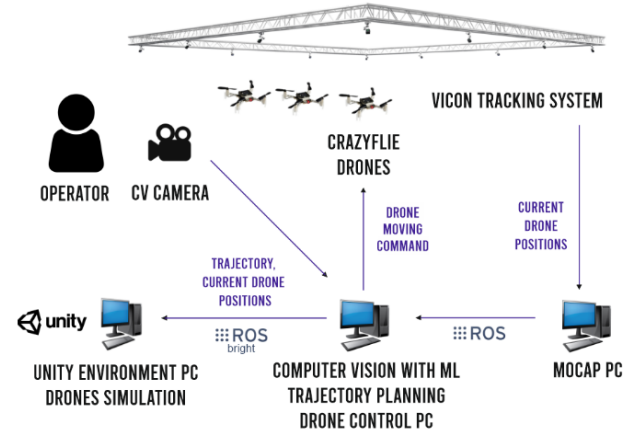 VICON TRACKING SYSTEM
CRAZYFLIE
DRONES
OPERATOR
CV CAMERA
DRONE
MOVING
COMMAND
CURRENT
DRONE
POSITIONS
TRAJECTORY,
CURRENT DRONE
POSITIONS
unity
ROS
bright
ROS
UNITY ENVIRONMENT PC
DRONES SIMULATION
COMPUTER VISION WITH ML
TRAJECTORY PLANNING
DRONE CONTROL PC
MOCAP PC